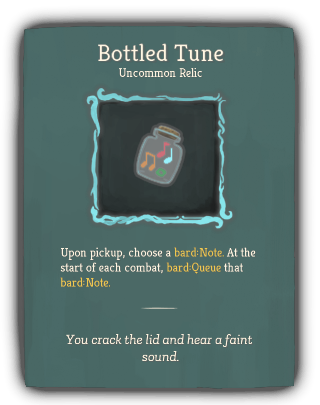 Bottled Tune
Uncommon Relic
Upon pickup, choose a bard:Note. At the
start of each combat, bard:Queue that
bard:Note.
You crack the lid and hear a faint
sound.